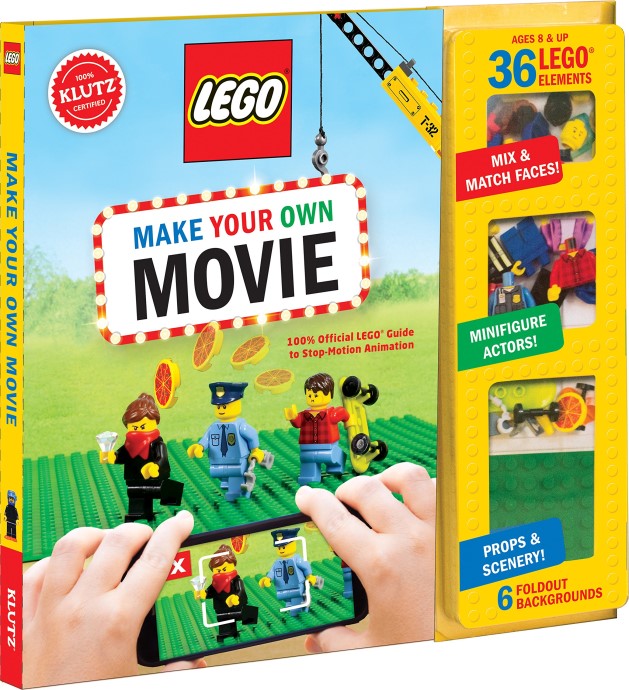 LEGO
MAKE YOUR OWN MOVIE
KLUTZ
100%
KLUTZ
CERTIFIED
LEGO®
T-32
MAKE YOUR OWN
MOVIE
100% Official LEGO® Guide
to Stop-Motion Animation
X
AGES 8 & UP
36 LEGO®
ELEMENTS
MIX &
MATCH FACES!
MINIFIGURE
ACTORS!
PROPS &
SCENERY!
6 FOLDOUT
BACKGROUNDS